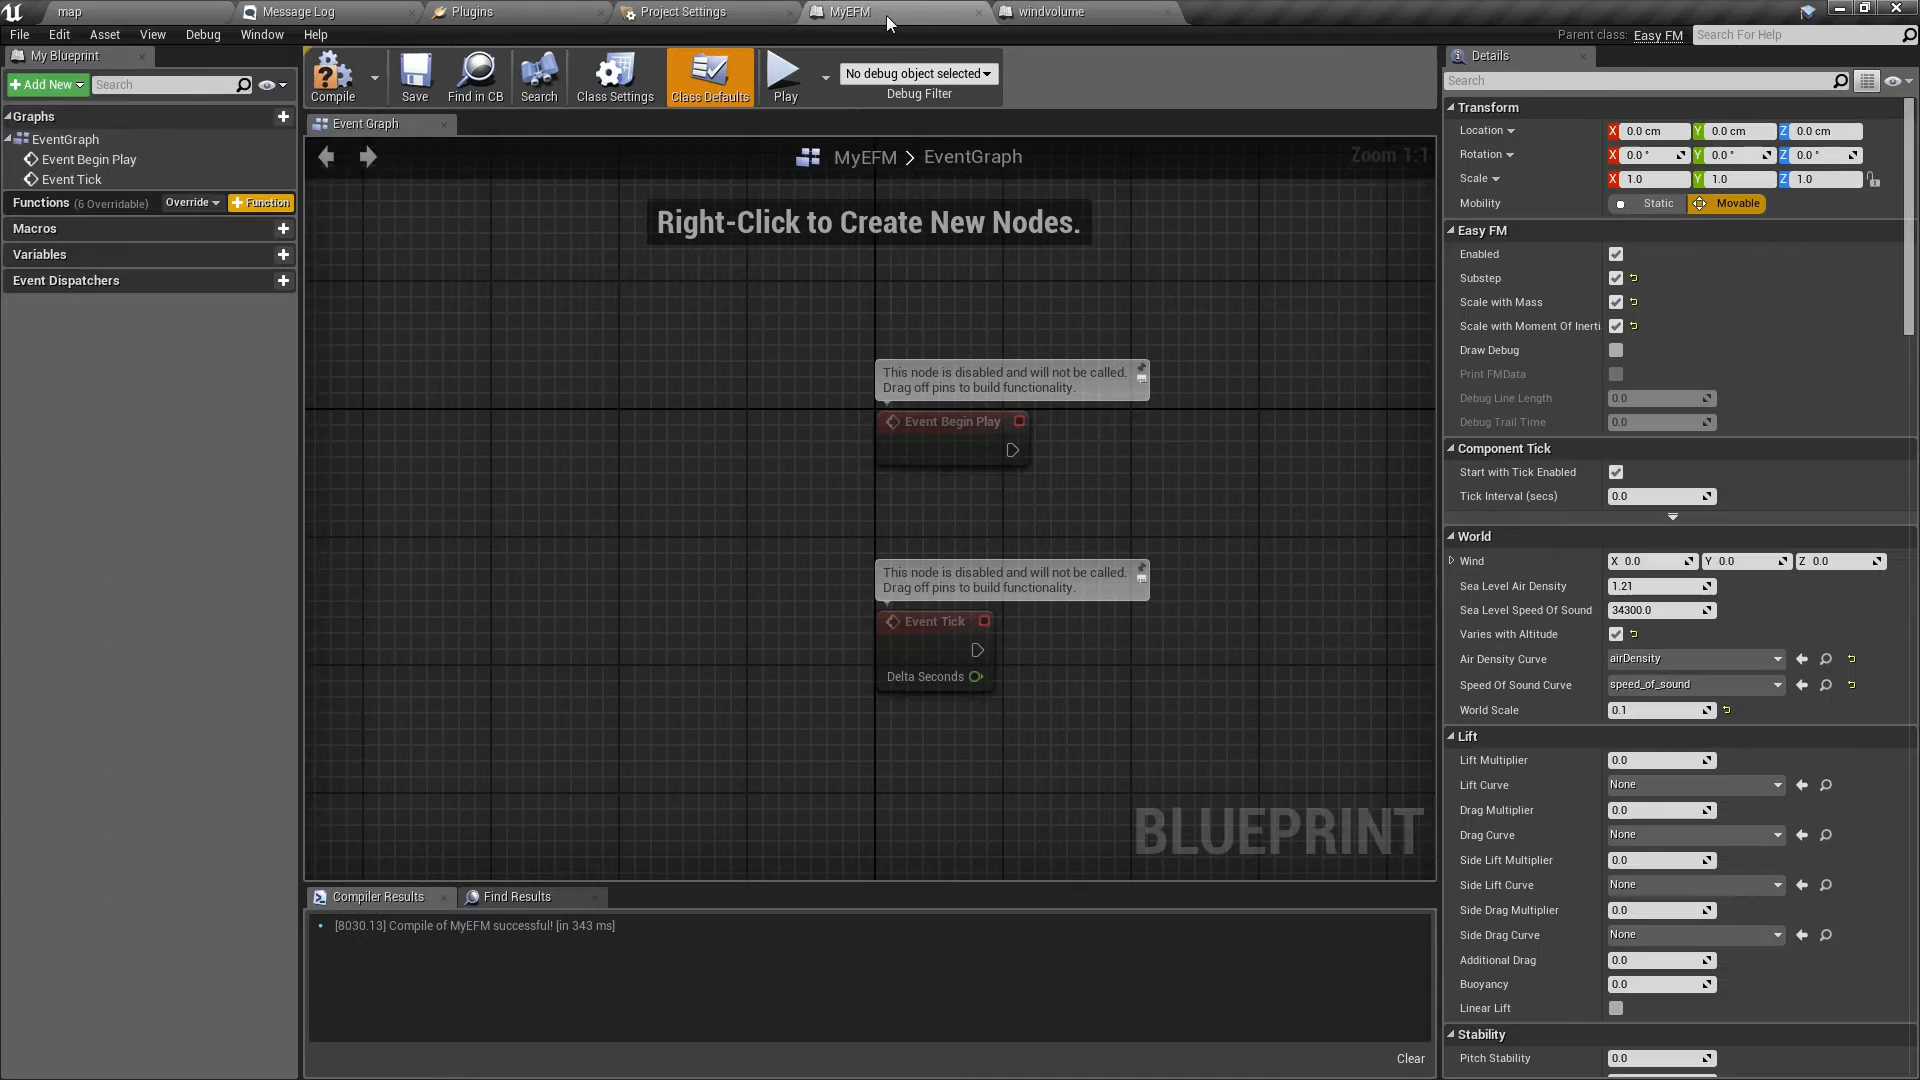 map
Message Log
Plugins
Project Settings
MyEFM
windvolume
File Edit Asset View Debug Window Help
Parent class: Easy FM
Search For Help
My Blueprint
Add New
Search
Graphs
EventGraph
Event Begin Play
Event Tick
Functions (6 Overridable) Override Function
Macros
Variables
Event Dispatchers
Compile
Save
Find in CB
Search
Class Settings
Class Defaults
Play
No debug object selected
Debug Filter
Event Graph
MyEFM > EventGraph
Zoom 1:1
Right-Click to Create New Nodes.
This node is disabled and will not be called.
Drag off pins to build functionality.
Event Begin Play
This node is disabled and will not be called.
Drag off pins to build functionality.
Event Tick
Delta Seconds
BLUEPRINT
Compiler Results
Find Results
[8030.13] Compile of MyEFM successful! [in 343 ms]
Clear
Details
Search
Transform
Location X 0.0 cm Y 0.0 cm Z 0.0 cm
Rotation X 0.0 ° Y 0.0 ° Z 0.0 °
Scale X 1.0 Y 1.0 Z 1.0
Mobility Static Movable
Easy FM
Enabled
Substep
Scale with Mass
Scale with Moment Of Inerti
Draw Debug
Print FMData
Debug Line Length 0.0
Debug Trail Time 0.0
Component Tick
Start with Tick Enabled
Tick Interval (secs) 0.0
World
Wind X 0.0 Y 0.0 Z 0.0
Sea Level Air Density 1.21
Sea Level Speed Of Sound 34300.0
Varies with Altitude
Air Density Curve airDensity
Speed Of Sound Curve speed_of_sound
World Scale 0.1
Lift
Lift Multiplier 0.0
Lift Curve None
Drag Multiplier 0.0
Drag Curve None
Side Lift Multiplier 0.0
Side Lift Curve None
Side Drag Multiplier 0.0
Side Drag Curve None
Additional Drag 0.0
Buoyancy 0.0
Linear Lift
Stability
Pitch Stability 0.0